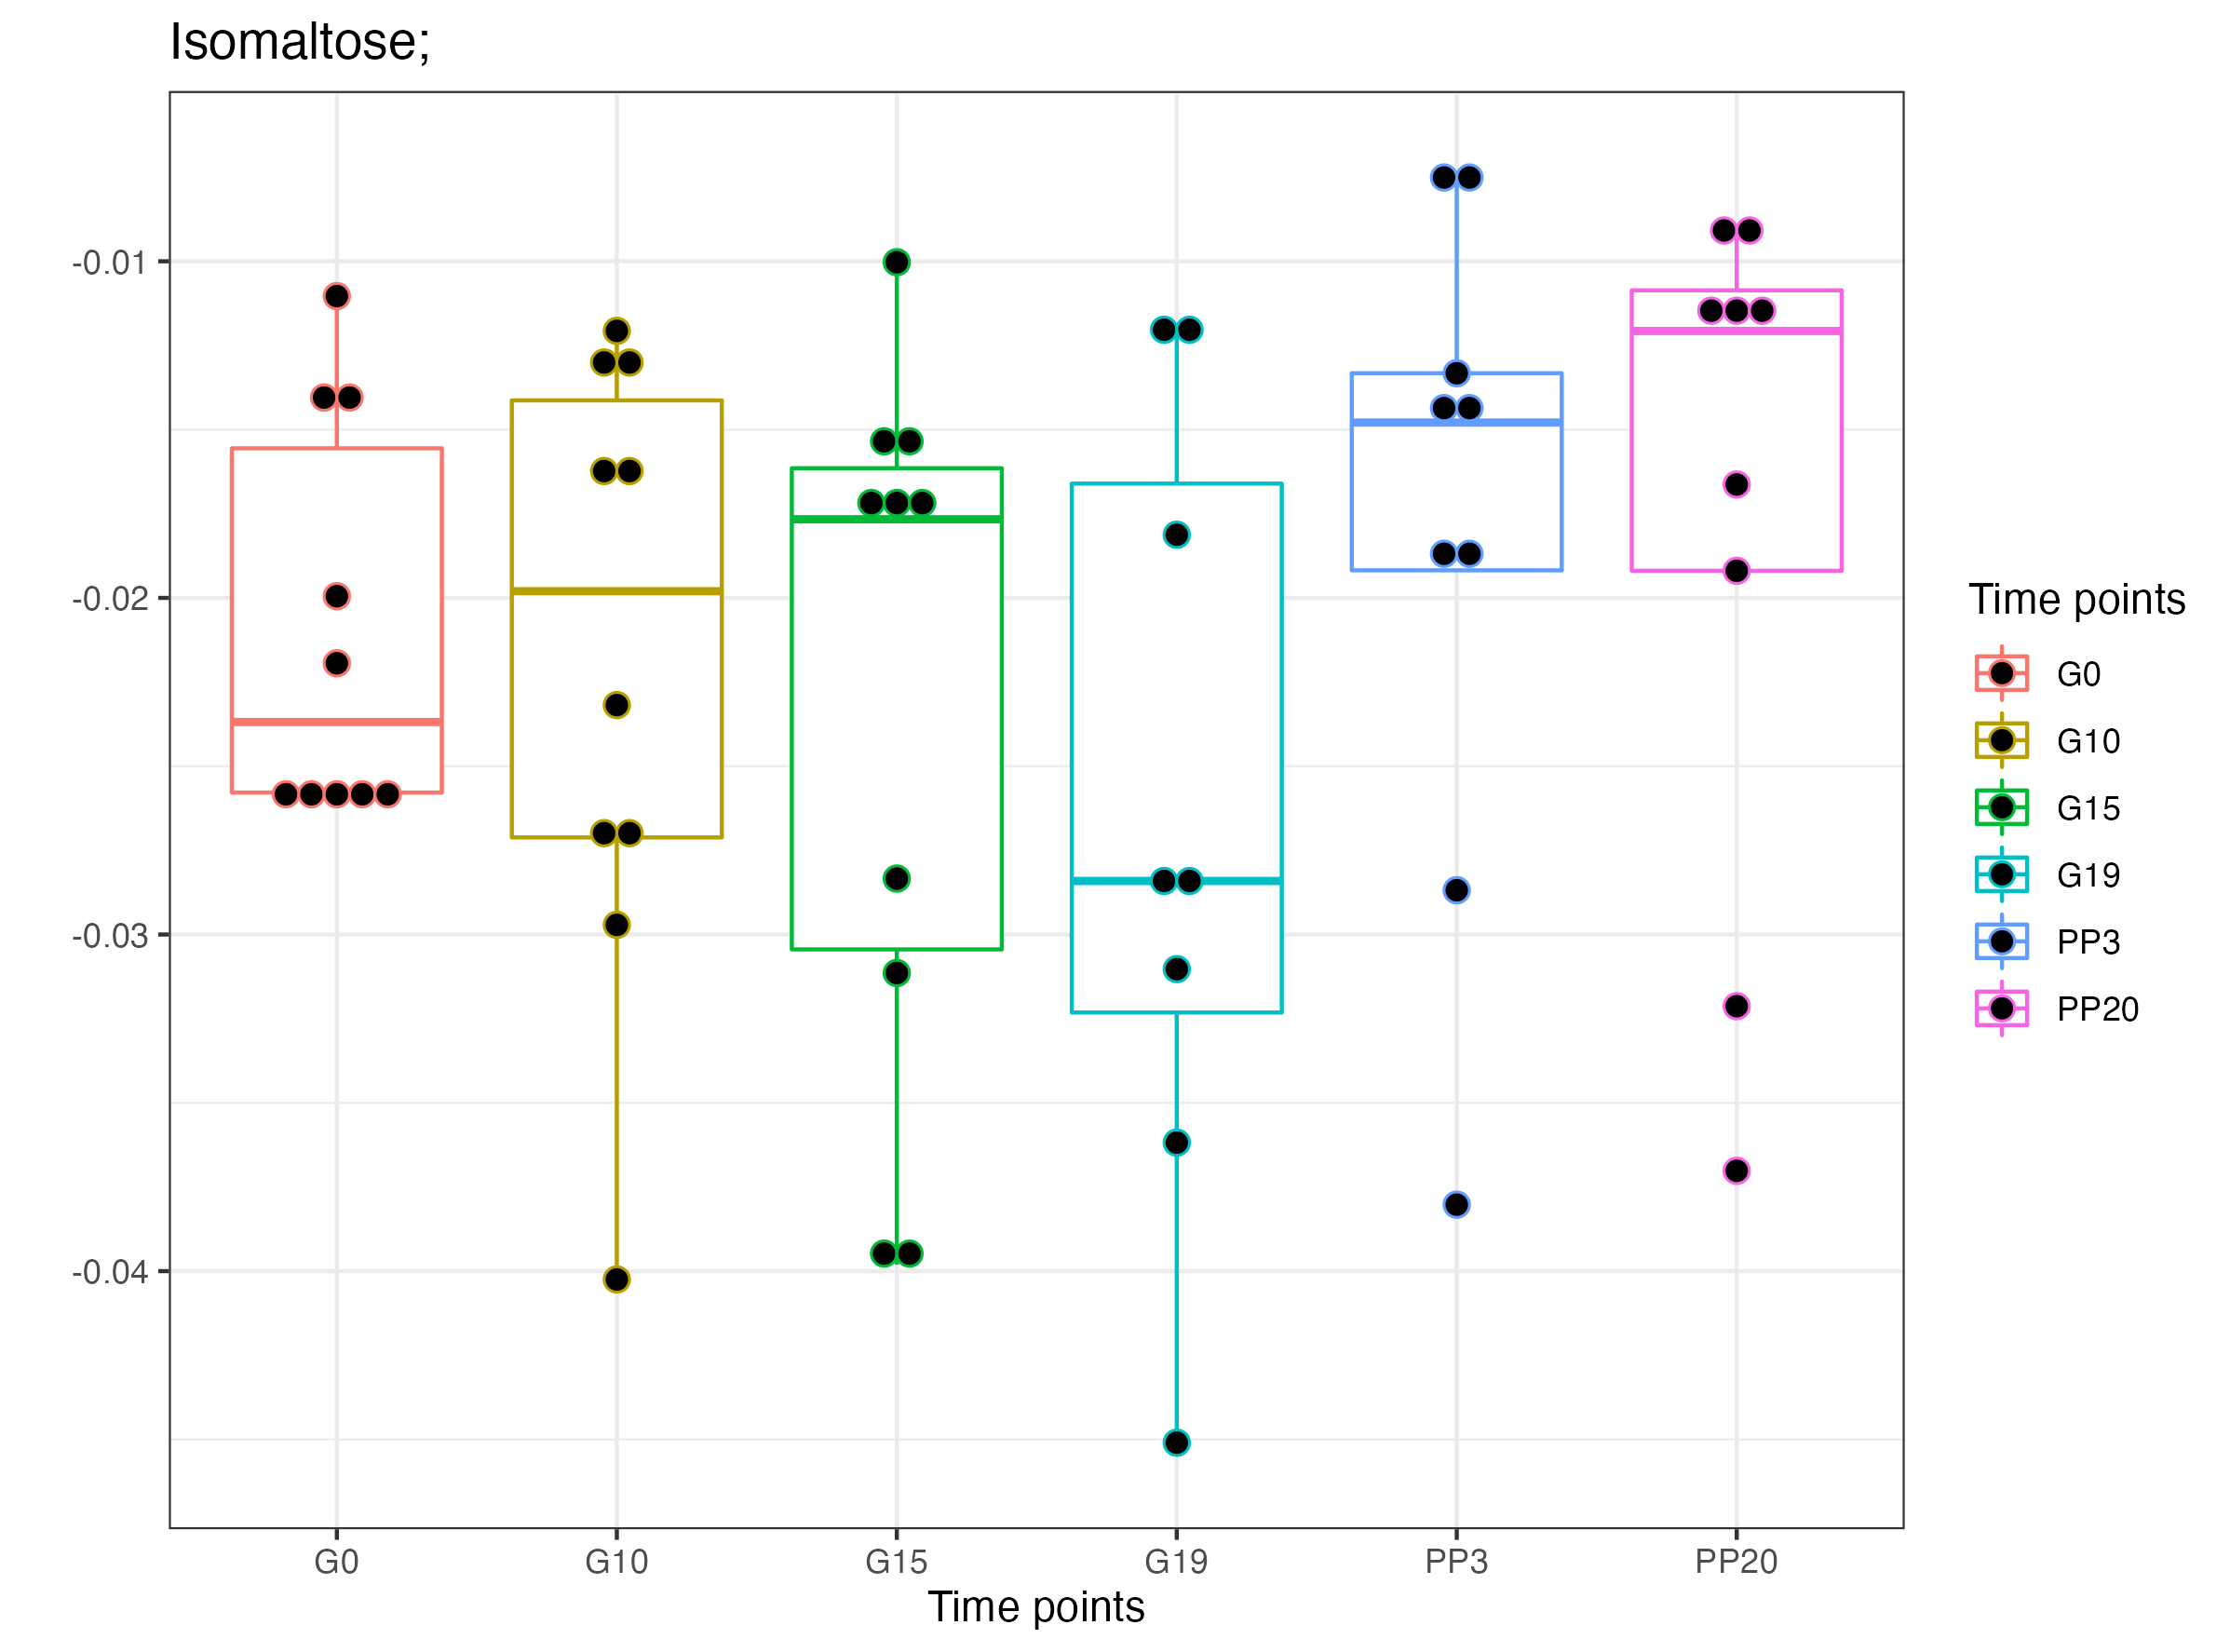 Isomaltose;
-0.01
-0.02
-0.03
-0.04
G0
G10
G15
G19
PP3
PP20
Time points
Time points
G0
G10
G15
G19
PP3
PP20